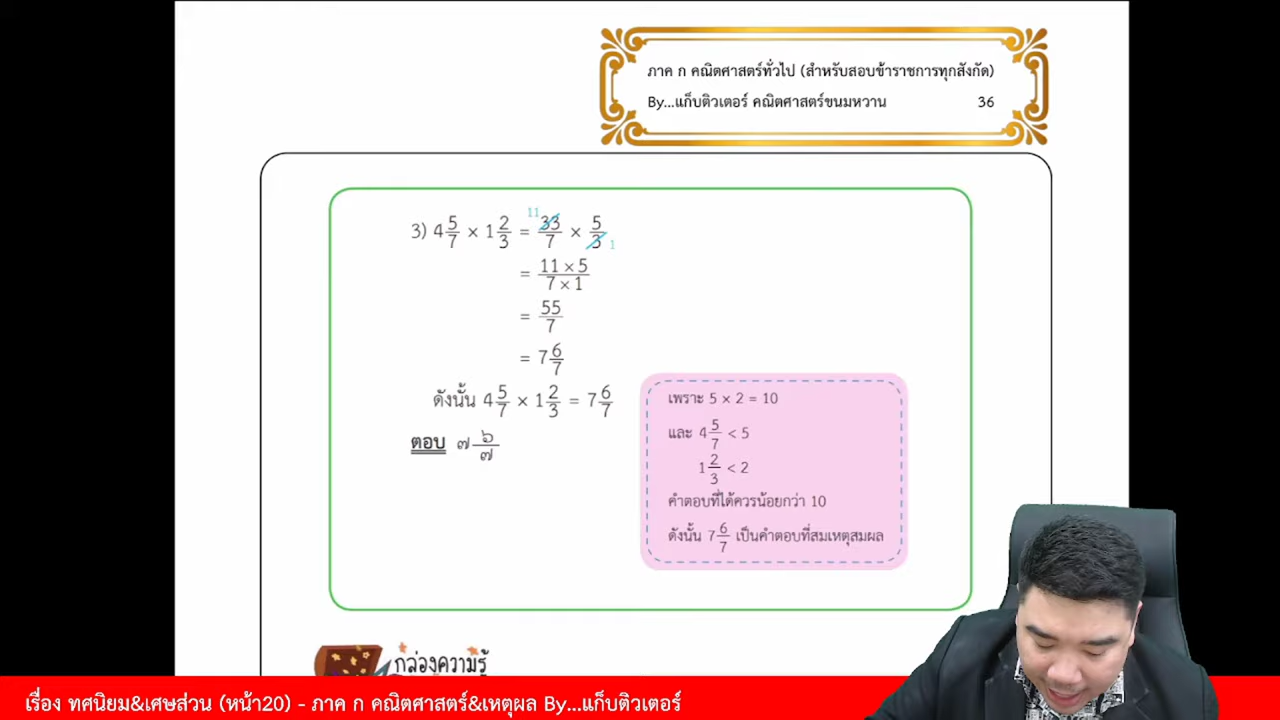 ภาค ก คณิตศาสตร์ทั่วไป (สำหรับสอบข้าราชการทุกสังกัด)
By...แก็บติวเตอร์ คณิตศาสตร์ขนมหวาน 36
3) 4 5/7 × 1 2/3 = 33/7 × 5/3
11 1
= 11 × 5 / 7 × 1
= 55/7
= 7 6/7
ดังนั้น 4 5/7 × 1 2/3 = 7 6/7
ตอบ ๗ ๖/๗
เพราะ 5 × 2 = 10
และ 4 5/7 < 5
1 2/3 < 2
คำตอบที่ได้ควรน้อยกว่า 10
ดังนั้น 7 6/7 เป็นคำตอบที่สมเหตุสมผล
กล่องความรู้
เรื่อง ทศนิยม&เศษส่วน (หน้า20) - ภาค ก คณิตศาสตร์&เหตุผล By...แก็บติวเตอร์